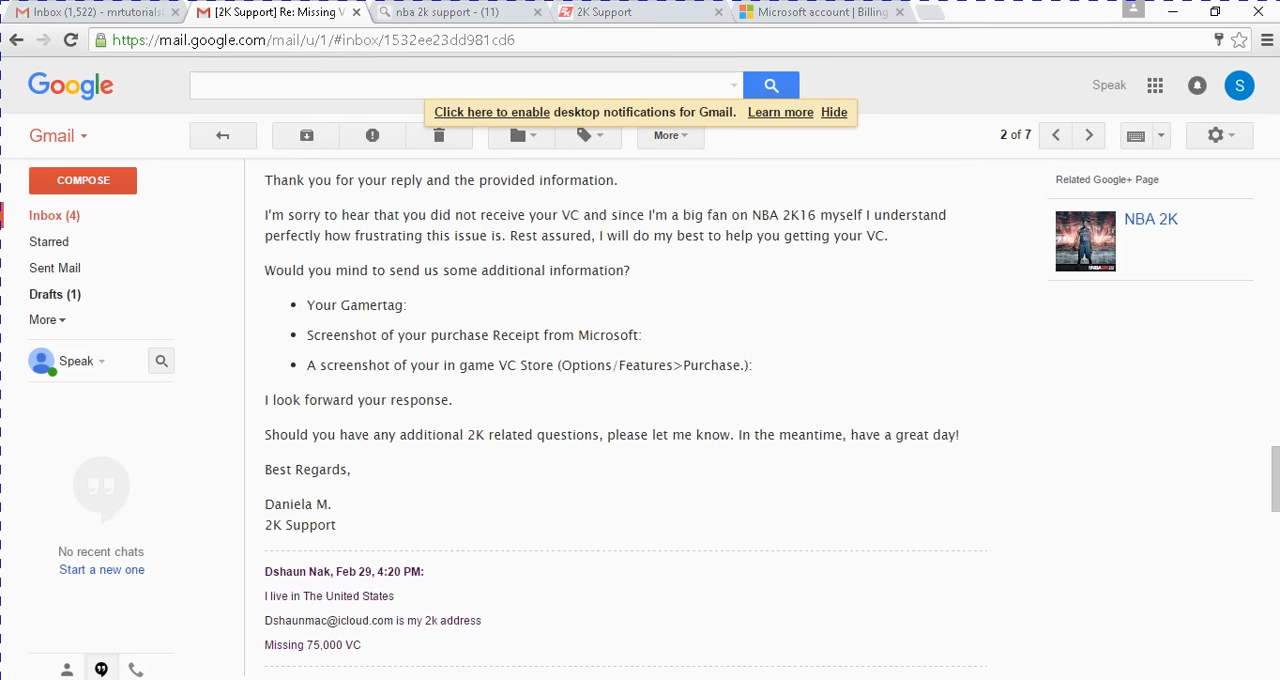 Inbox (1,522) - mrtutorials
[2K Support] Re: Missing V
nba 2k support - (11)
2K Support
Microsoft account | Billing
https://mail.google.com/mail/u/1/#inbox/1532ee23dd981cd6
Google
Speak
S
Click here to enable desktop notifications for Gmail. Learn more Hide
Gmail
More
2 of 7
COMPOSE
Inbox (4)
Starred
Sent Mail
Drafts (1)
More
Speak
No recent chats
Start a new one
Thank you for your reply and the provided information.
I'm sorry to hear that you did not receive your VC and since I'm a big fan on NBA 2K16 myself I understand
perfectly how frustrating this issue is. Rest assured, I will do my best to help you getting your VC.
Would you mind to send us some additional information?
• Your Gamertag:
• Screenshot of your purchase Receipt from Microsoft:
• A screenshot of your in game VC Store (Options/Features>Purchase.):
I look forward your response.
Should you have any additional 2K related questions, please let me know. In the meantime, have a great day!
Best Regards,
Daniela M.
2K Support
Dshaun Nak, Feb 29, 4:20 PM:
I live in The United States
Dshaunmac@icloud.com is my 2k address
Missing 75,000 VC
Related Google+ Page
NBA 2K